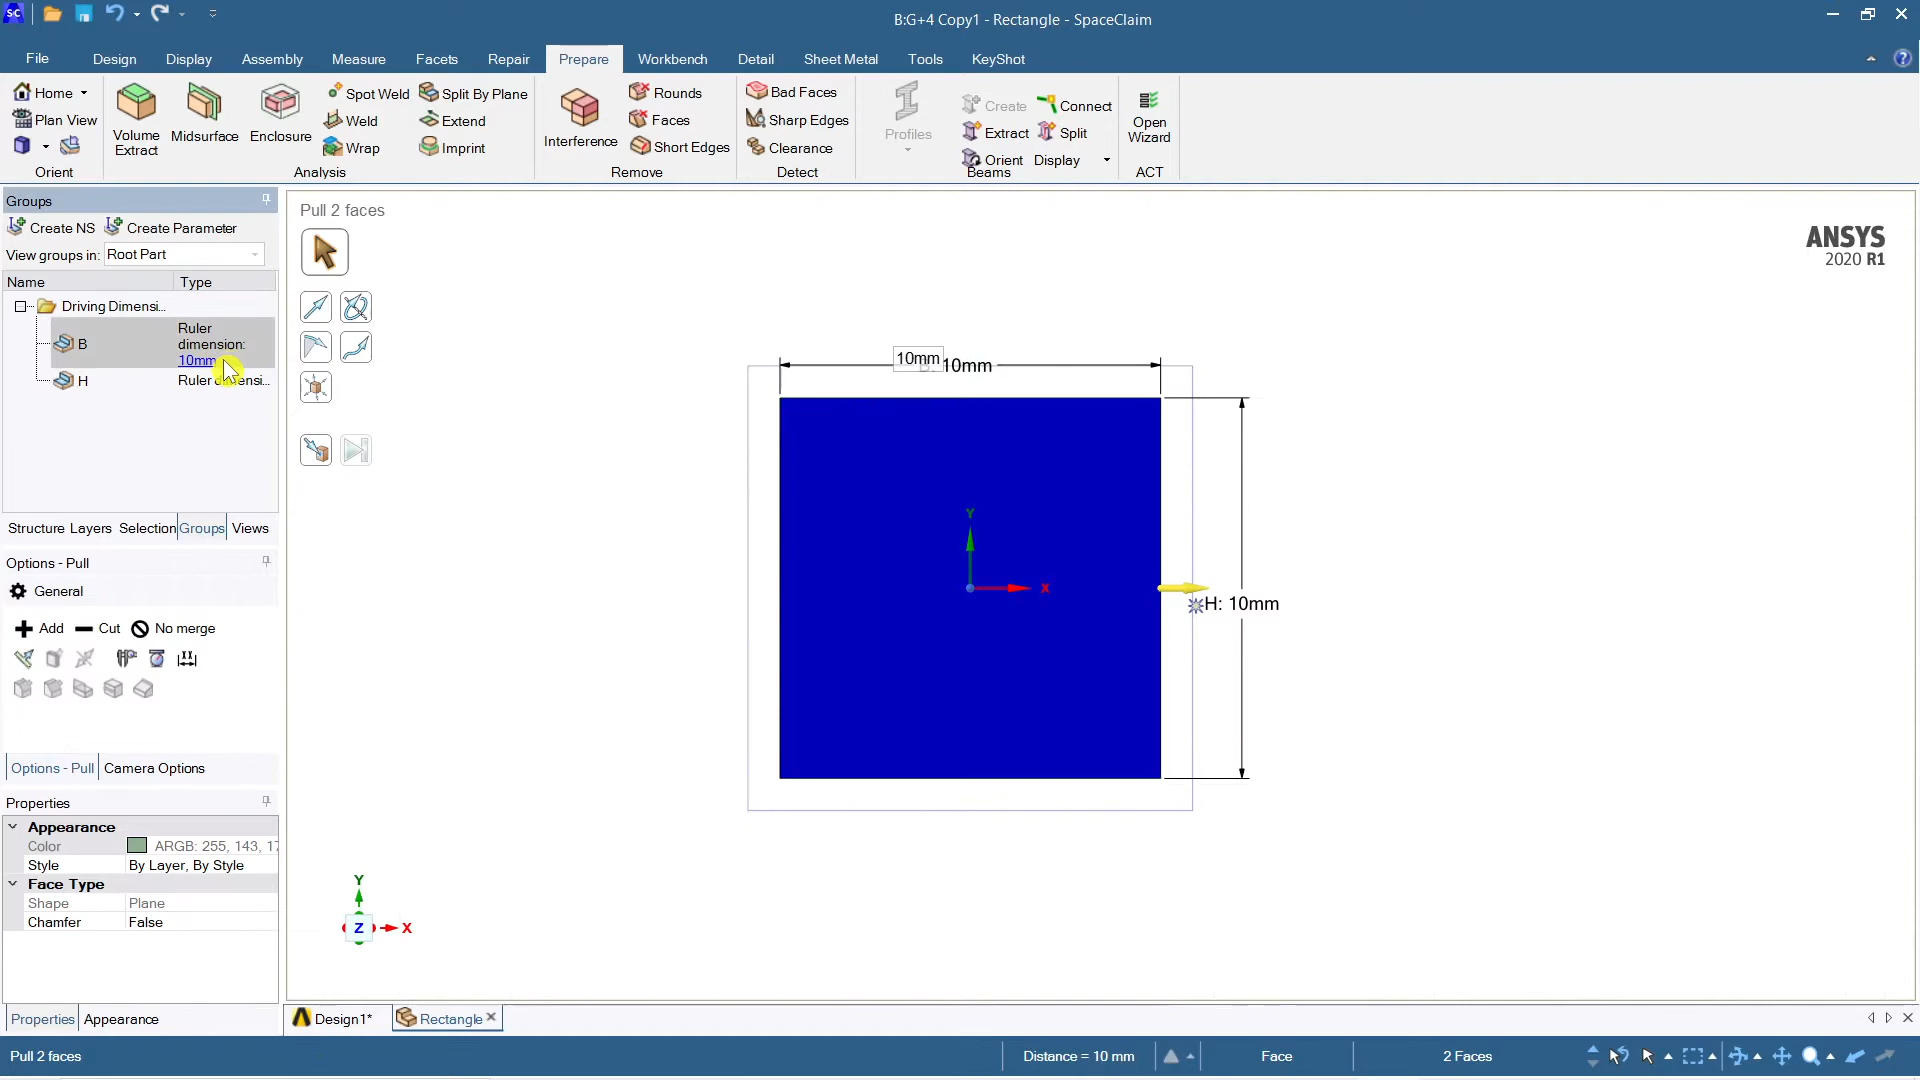 SC
B:G+4 Copy1 - Rectangle - SpaceClaim
File Design Display Assembly Measure Facets Repair Prepare Workbench Detail Sheet Metal Tools KeyShot
Home
Plan View
Orient
Volume Extract
Midsurface
Enclosure
Spot Weld
Weld
Wrap
Split By Plane
Extend
Imprint
Analysis
Interference
Rounds
Faces
Short Edges
Remove
Bad Faces
Sharp Edges
Clearance
Detect
Profiles
Create
Extract
Orient
Connect
Split
Display
Beams
Open Wizard
ACT
Groups
Create NS Create Parameter
View groups in: Root Part
Name Type
Driving Dimensi...
B Ruler dimension: 10mm
H Ruler dimensi...
Structure Layers Selection Groups Views
Options - Pull
General
Add Cut No merge
Options - Pull Camera Options
Properties
Appearance
Color ARGB: 255, 143, 17
Style By Layer, By Style
Face Type
Shape Plane
Chamfer False
Properties Appearance
Pull 2 faces
ANSYS
2020 R1
10mm
10mm
Y
X
H: 10mm
Y
Z X
Design1* Rectangle
Pull 2 faces Distance = 10 mm Face 2 Faces